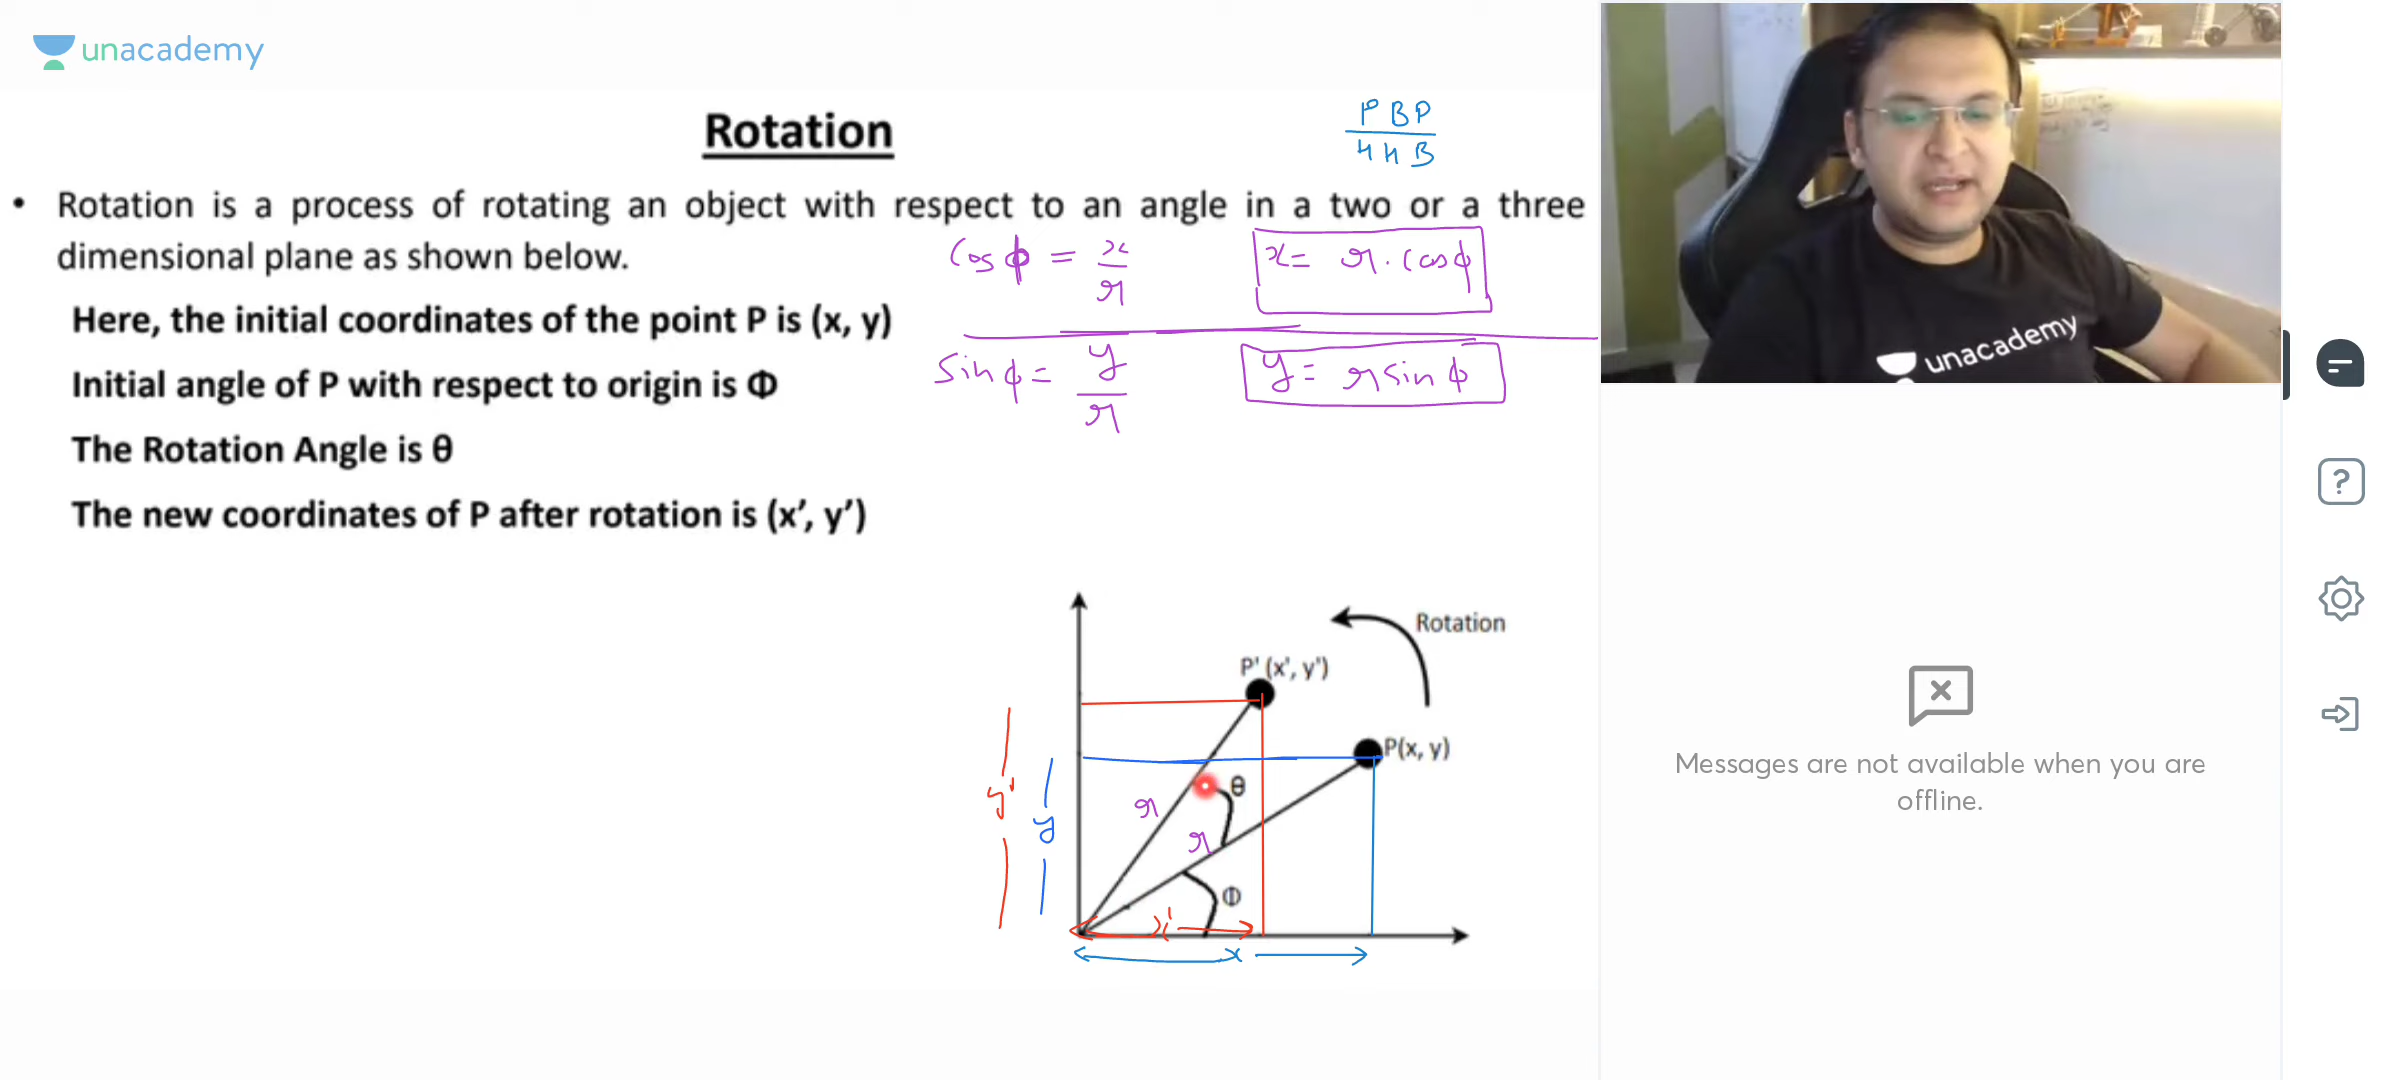 unacademy
Rotation
P B P
H H B
• Rotation is a process of rotating an object with respect to an angle in a two or a three
dimensional plane as shown below.
Cos ϕ = x/r
x = r · cos ϕ
Here, the initial coordinates of the point P is (x, y)
Sin ϕ = y/r
y = r sin ϕ
Initial angle of P with respect to origin is Φ
The Rotation Angle is θ
The new coordinates of P after rotation is (x’, y’)
Rotation
P' (x', y')
P(x, y)
θ
y'
r
y
r
Φ
x'
x
unacademy
?
Messages are not available when you are
offline.